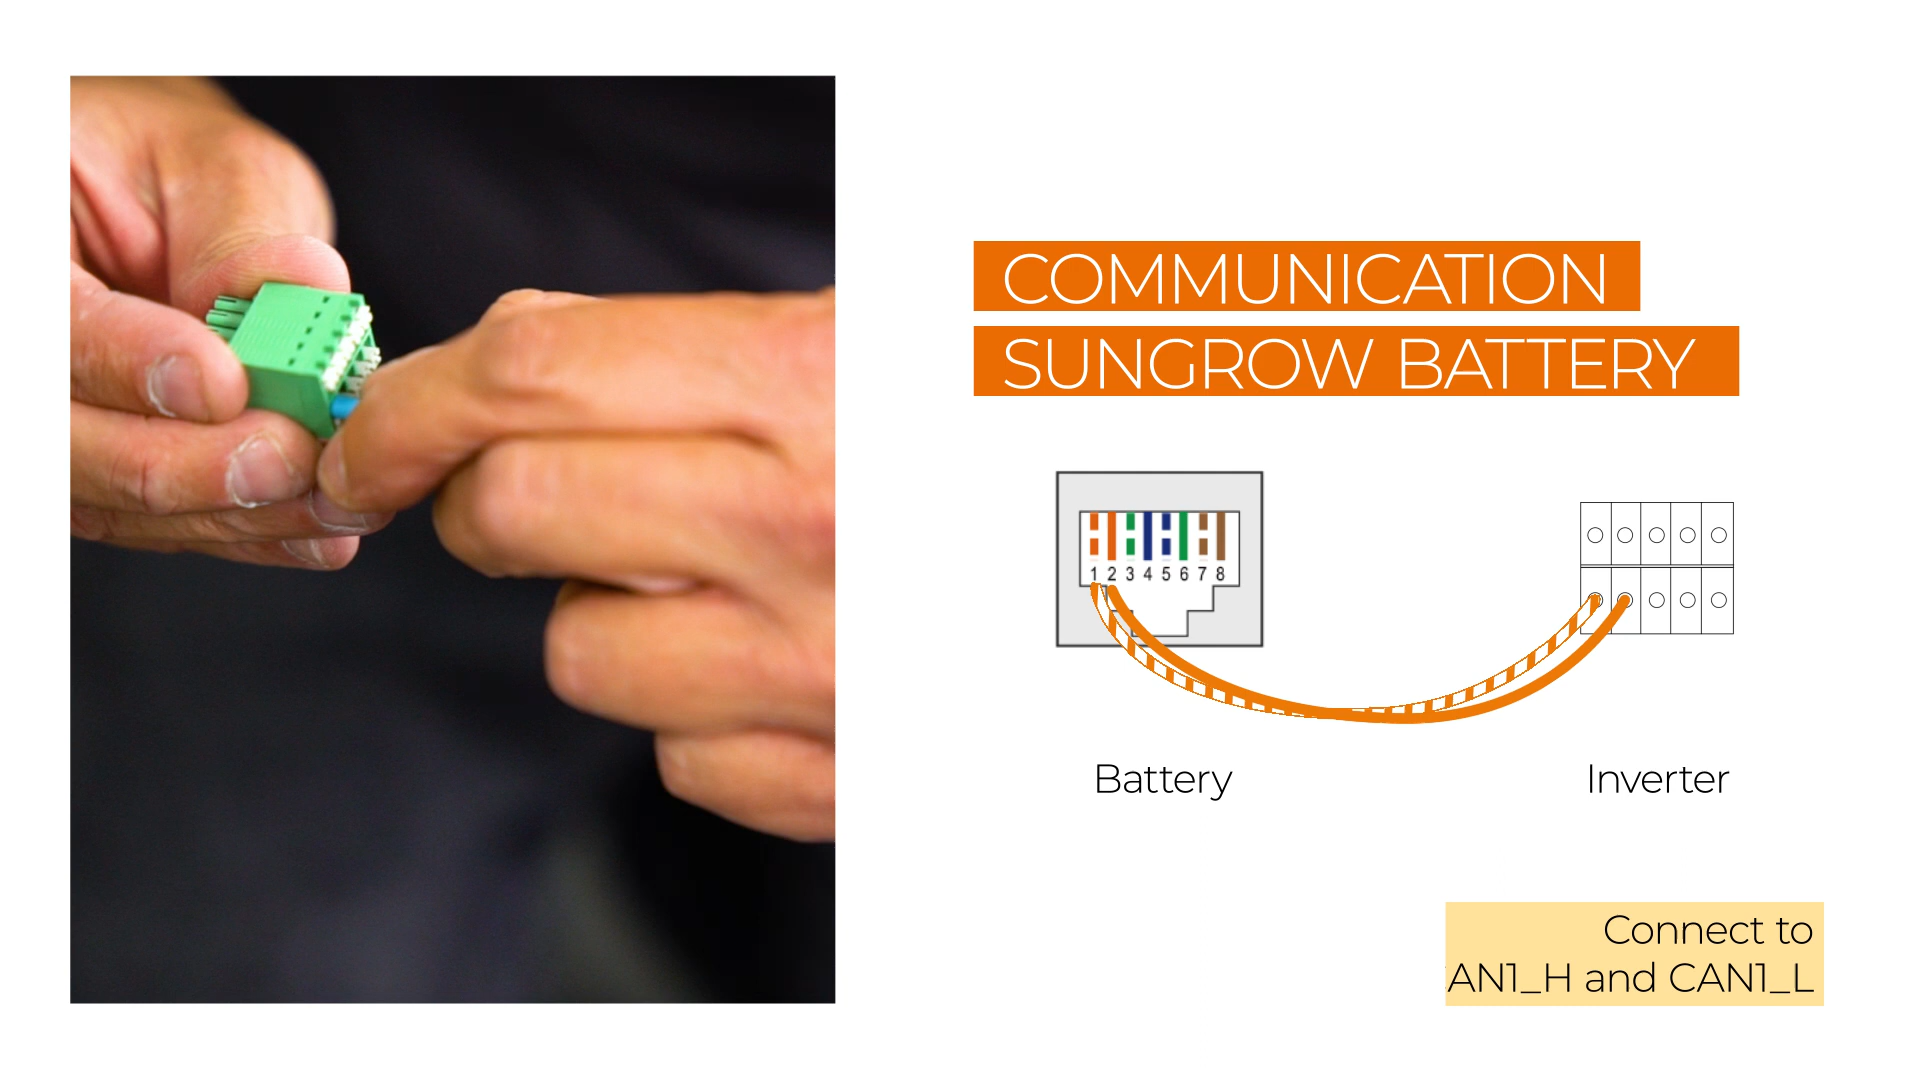 COMMUNICATION
SUNGROW BATTERY
1 2 3 4 5 6 7 8
Battery
Inverter
Connect to
AN1_H and CAN1_L